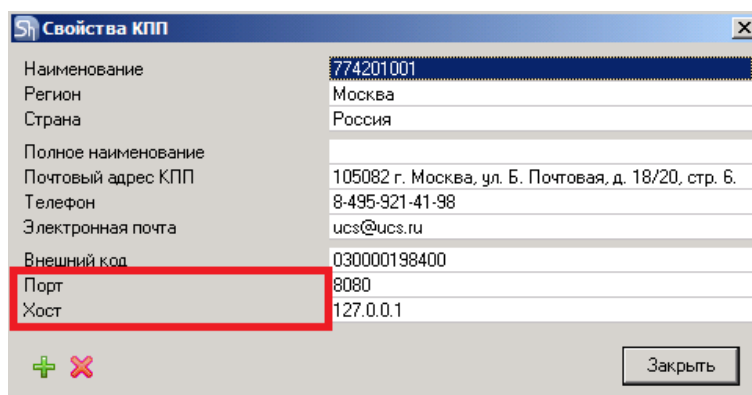 Sh Свойства КПП
Наименование 774201001
Регион Москва
Страна Россия
Полное наименование
Почтовый адрес КПП 105082 г. Москва, ул. Б. Почтовая, д. 18/20, стр. 6.
Телефон 8-495-921-41-98
Электронная почта ucs@ucs.ru
Внешний код 030000198400
Порт 8080
Хост 127.0.0.1
Закрыть